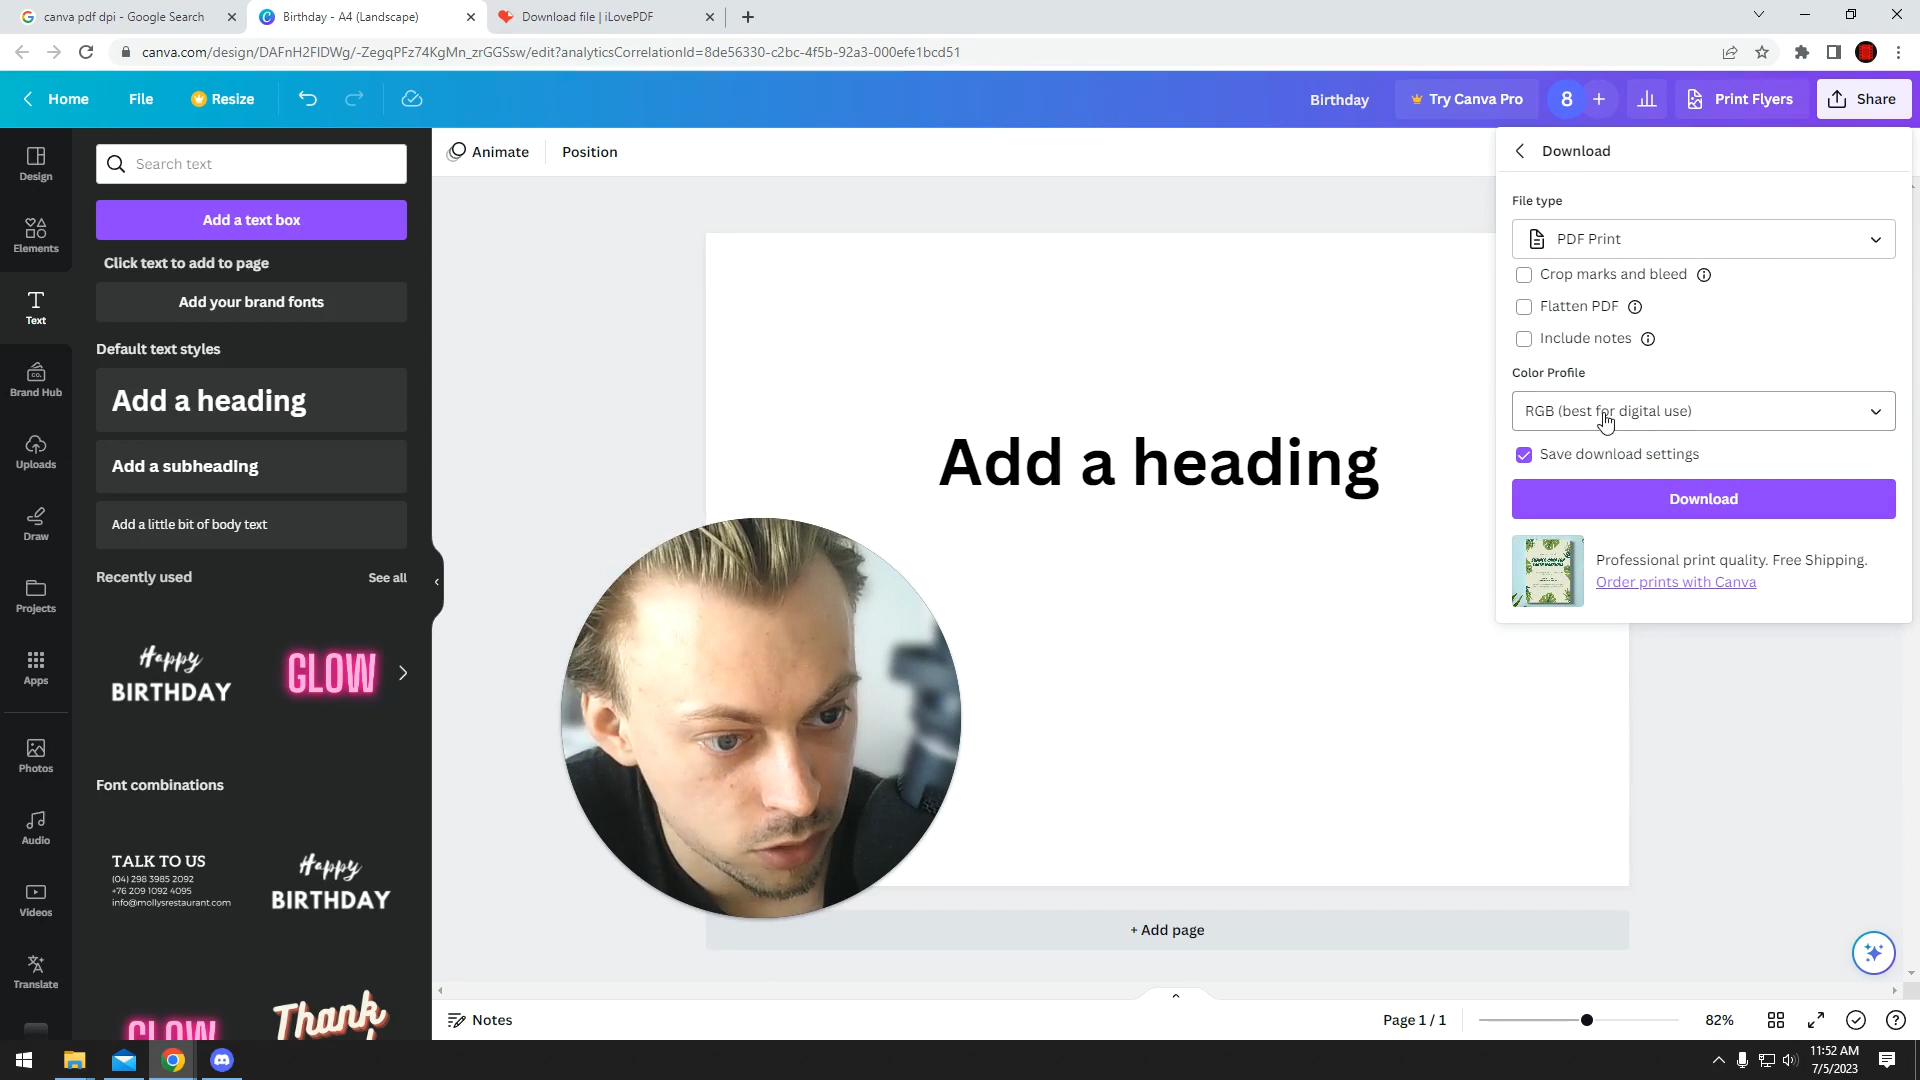 canva pdf dpi - Google Search
Birthday - A4 (Landscape)
Download file | iLovePDF
canva.com/design/DAFnH2FIDWg/-ZegqPFz74KgMn_zrGGSsw/edit?analyticsCorrelationId=8de56330-c2bc-4f5b-92a3-000efe1bcd51
Home
File
Resize
Birthday
Try Canva Pro
8
Print Flyers
Share
Design
Elements
Text
Brand Hub
CO.
Uploads
Draw
Projects
Apps
Photos
Audio
Videos
Translate
Search text
Add a text box
Click text to add to page
Add your brand fonts
Default text styles
Add a heading
Add a subheading
Add a little bit of body text
Recently used
See all
Happy
BIRTHDAY
GLOW
Font combinations
TALK TO US
(04) 298 3985 2092
+76 209 1092 4095
info@mollysrestaurant.com
Happy
BIRTHDAY
GLOW
Thank
Animate
Position
Add a heading
+ Add page
Download
File type
PDF Print
Crop marks and bleed
Flatten PDF
Include notes
Color Profile
RGB (best for digital use)
Save download settings
Download
Professional print quality. Free Shipping.
Order prints with Canva
Notes
Page 1 / 1
82%
11:52 AM
7/5/2023